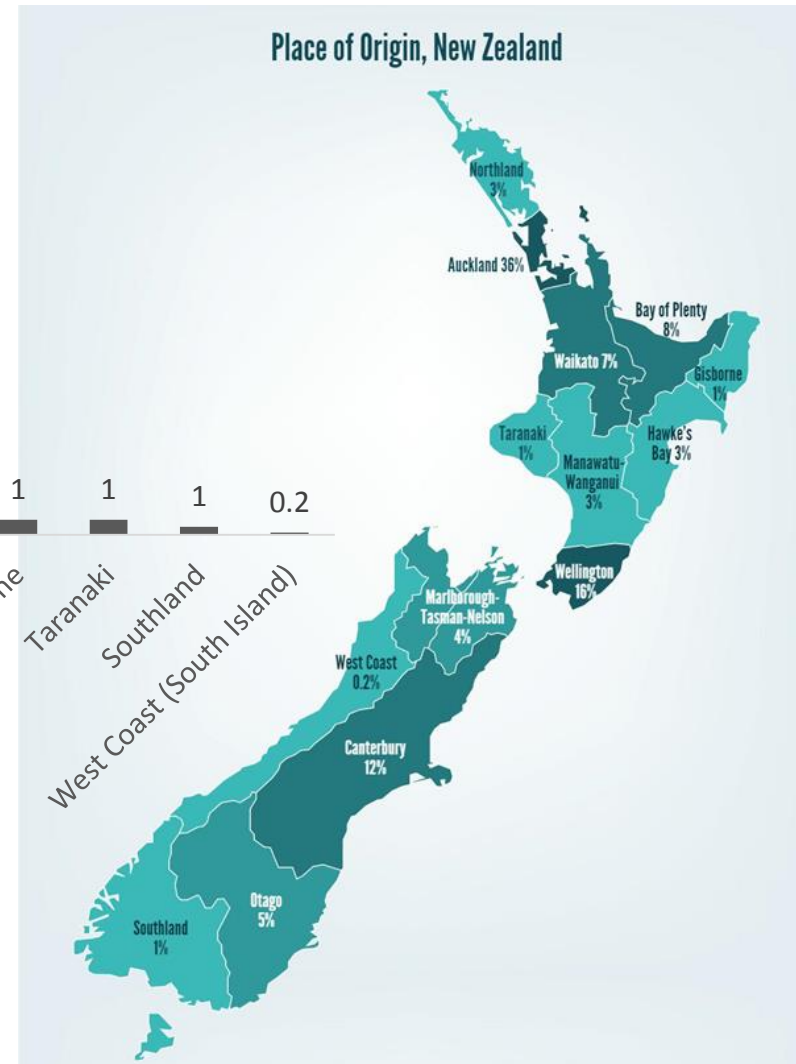 Place of Origin, New Zealand
Northland
3%
Auckland 36%
Bay of Plenty
8%
Waikato 7%
Gisborne
1%
Taranaki
1%
Hawke's
Bay 3%
Manawatu-
Wanganui
3%
Wellington
16%
Marlborough-
Tasman-Nelson
4%
West Coast
0.2%
Canterbury
12%
Otago
5%
Southland
1%
1
1
1
0.2
ne
Taranaki
Southland
West Coast (South Island)